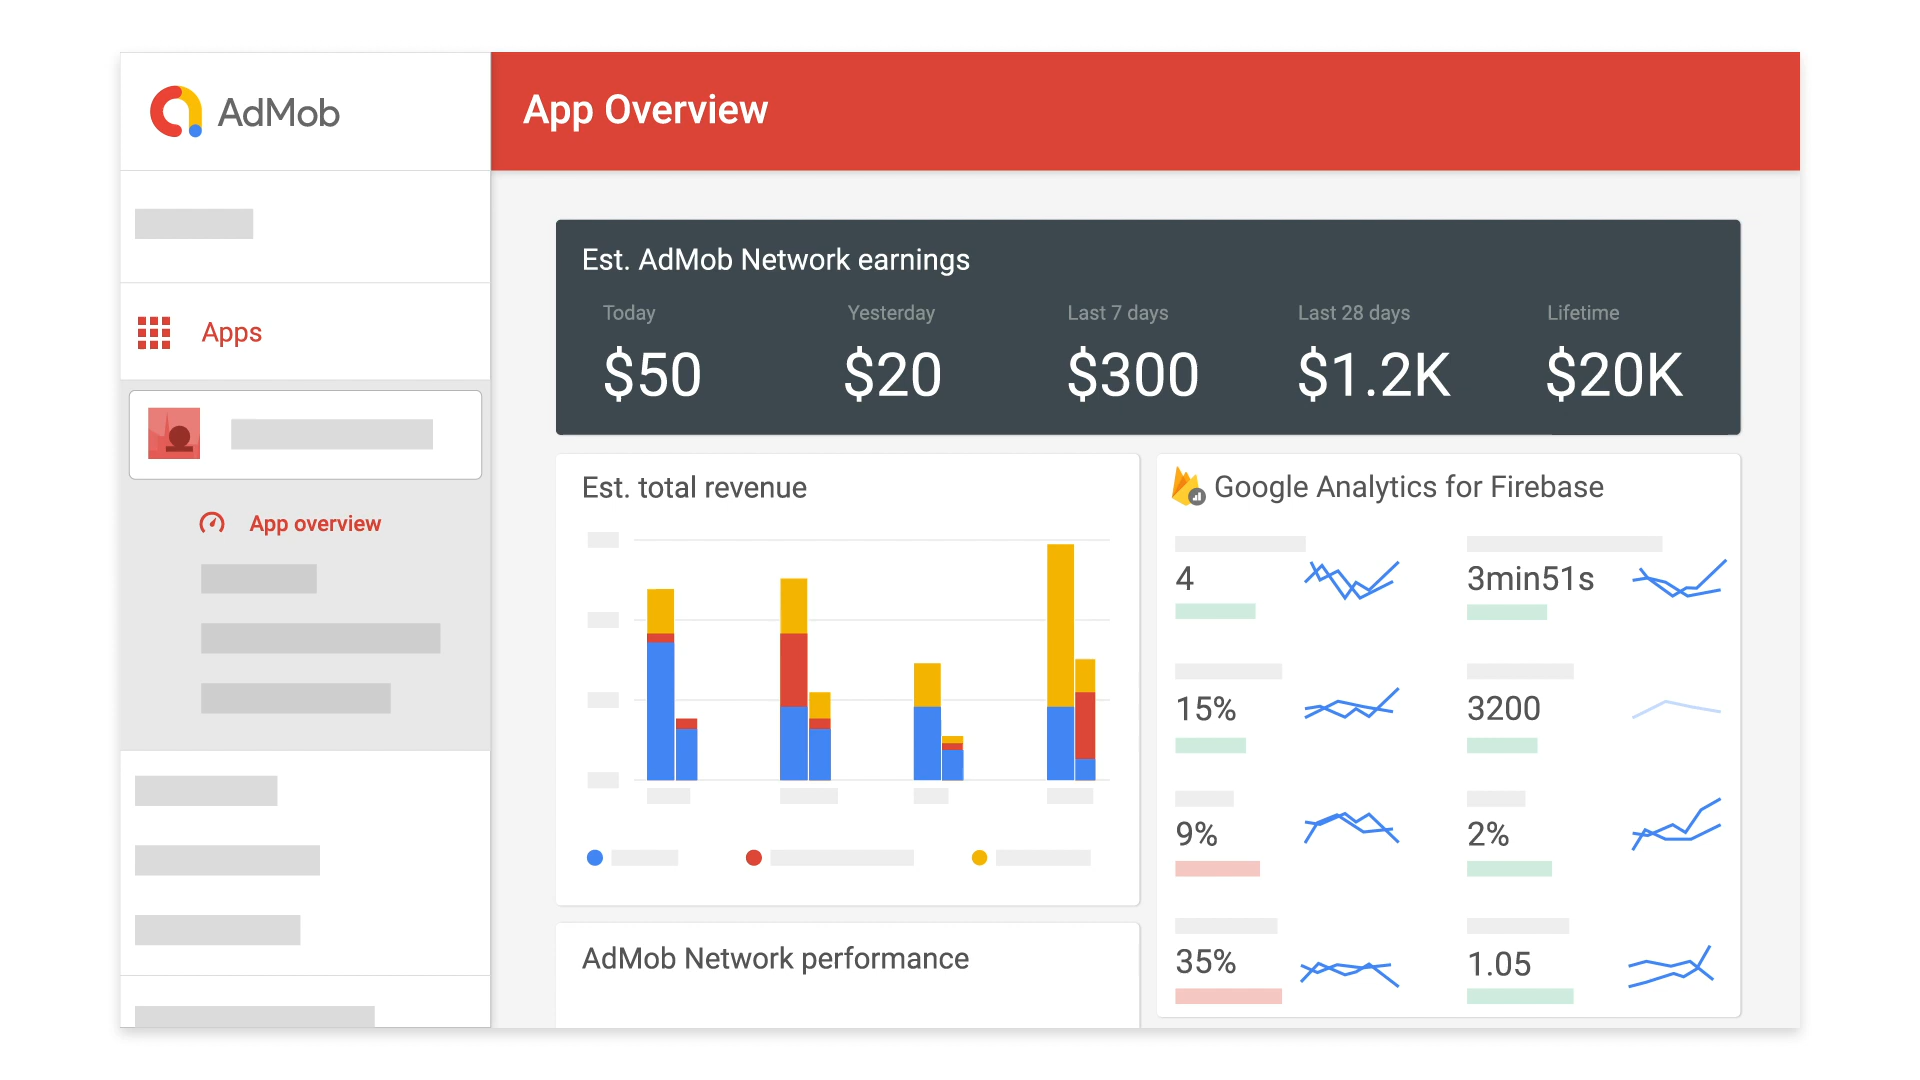 AdMob
App Overview
Apps
App overview
Est. AdMob Network earnings
Today Yesterday Last 7 days Last 28 days Lifetime
$50 $20 $300 $1.2K $20K
Est. total revenue
Google Analytics for Firebase
4 3min51s
15% 3200
9% 2%
35% 1.05
AdMob Network performance